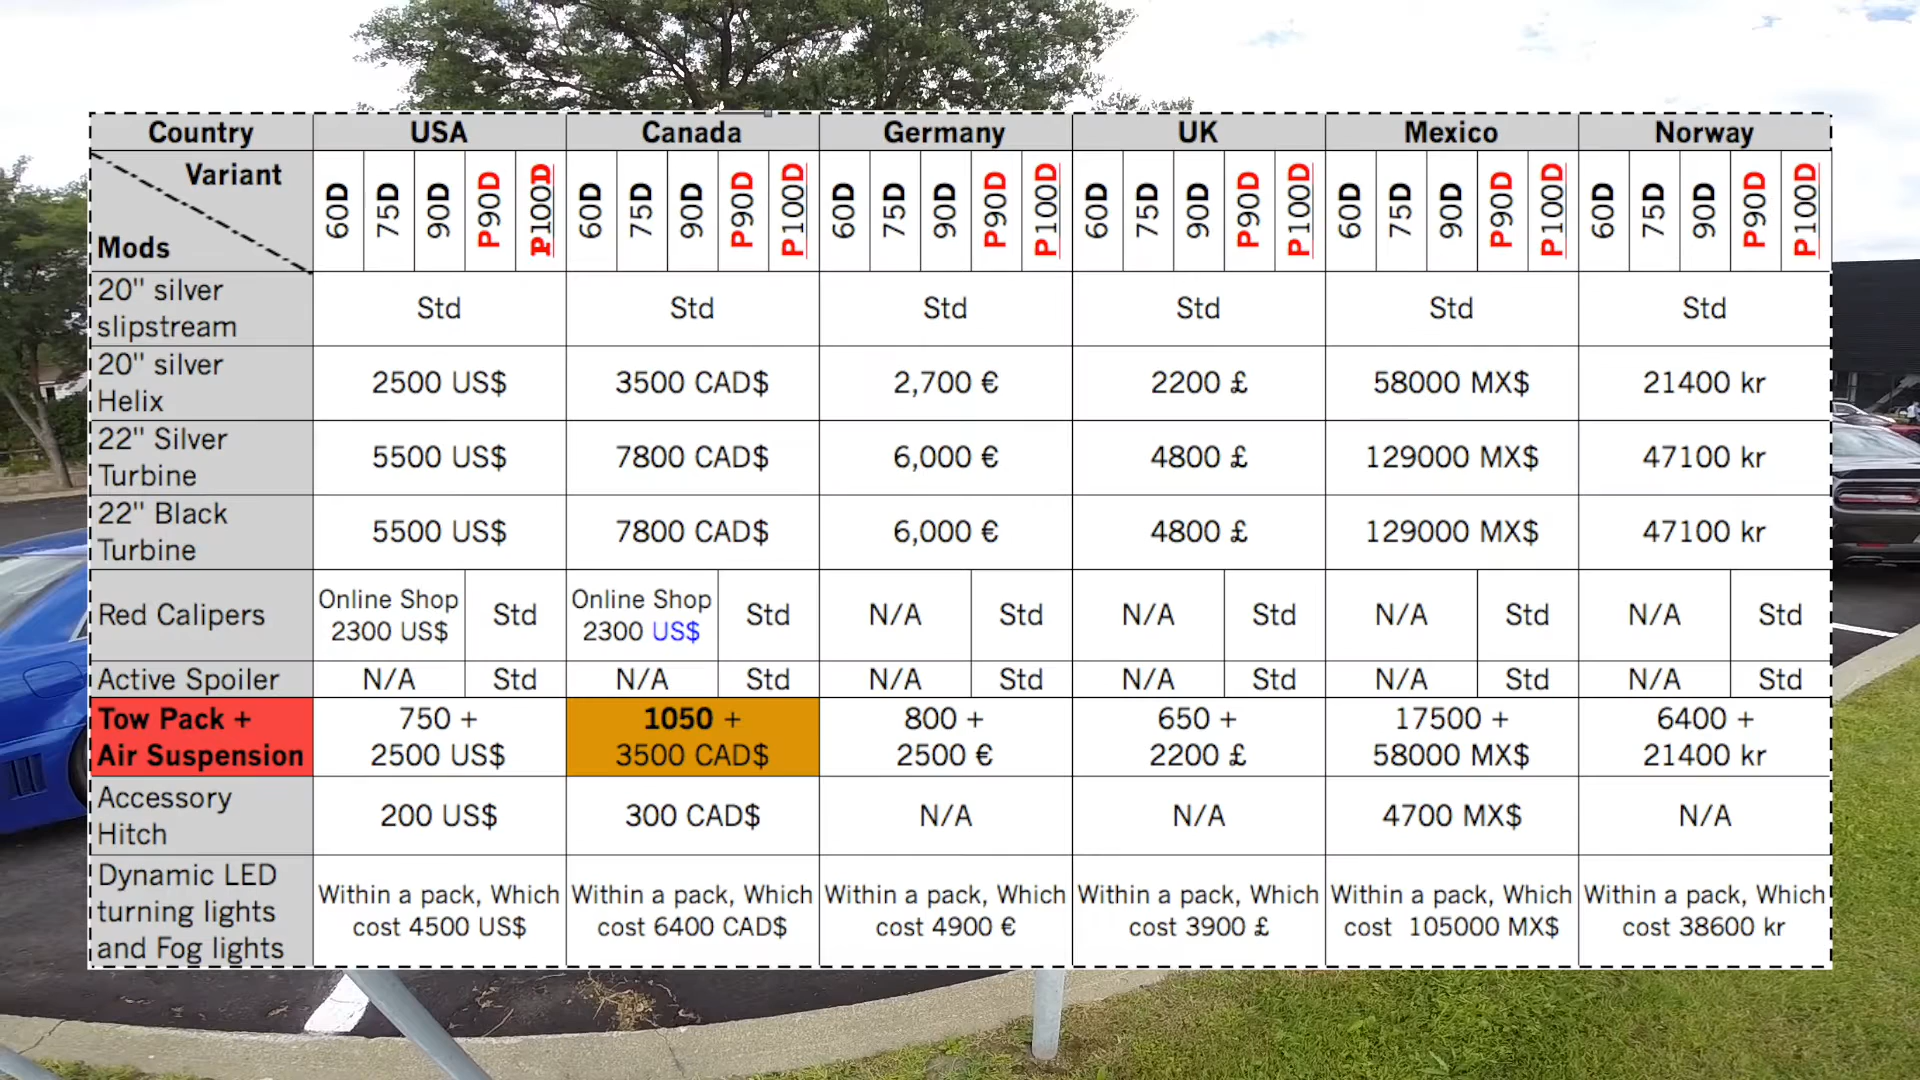 Country USA Canada Germany UK Mexico Norway
Variant
Mods
60D 75D 90D P90D P100D 60D 75D 90D P90D P100D 60D 75D 90D P90D P100D 60D 75D 90D P90D P100D 60D 75D 90D P90D P100D 60D 75D 90D P90D P100D
20" silver
slipstream
Std Std Std Std Std Std
20" silver
Helix
2500 US$ 3500 CAD$ 2,700 € 2200 £ 58000 MX$ 21400 kr
22" Silver
Turbine
5500 US$ 7800 CAD$ 6,000 € 4800 £ 129000 MX$ 47100 kr
22" Black
Turbine
5500 US$ 7800 CAD$ 6,000 € 4800 £ 129000 MX$ 47100 kr
Red Calipers
Online Shop
2300 US$
Std
Online Shop
2300 US$
Std
N/A Std N/A Std N/A Std N/A Std
Active Spoiler N/A Std N/A Std N/A Std N/A Std N/A Std N/A Std
Tow Pack +
Air Suspension
750 +
2500 US$
1050 +
3500 CAD$
800 +
2500 €
650 +
2200 £
17500 +
58000 MX$
6400 +
21400 kr
Accessory
Hitch
200 US$ 300 CAD$ N/A N/A 4700 MX$ N/A
Dynamic LED
turning lights
and Fog lights
Within a pack, Which
cost 4500 US$
Within a pack, Which
cost 6400 CAD$
Within a pack, Which
cost 4900 €
Within a pack, Which
cost 3900 £
Within a pack, Which
cost 105000 MX$
Within a pack, Which
cost 38600 kr